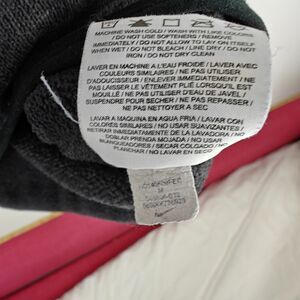 MACHINE WASH COLD / WASH WITH LIKE COLORS
/ DO NOT USE SOFTENERS / REMOVE
IMMEDIATELY / DO NOT ALLOW TO LAY ON ITSELF
WHEN WET / DO NOT BLEACH / LINE DRY / DO NOT
IRON / DO NOT DRY CLEAN
LAVER EN MACHINE A L'EAU FROIDE / LAVER AVEC
COULEURS SIMILAIRES / NE PAS UTILISER
D'ADOUCISSEUR / ENLEVER IMMÉDIATEMENT / NE
PAS LAISSER LE VÊTEMENT PLIÉ LORSQU'IL EST
MOUILLÉ / NE PAS UTILISER D'EAU DE JAVEL /
SUSPENDRE POUR SECHER / NE PAS REPASSER /
NE PAS NETTOYER A SEC
LAVAR A MAQUINA EN AGUA FRIA / LAVAR CON
COLORES SIMILARES / NO USAR SUAVIZANTES /
RETIRAR INMEDIATAMENTE DE LA LAVADORA / NO
DOBLAR PRENDA MOJADA / NO USAR
BLANQUEADORES / SECAR COLGADO / NO
PLANCHAR / NO LAVAR EN SECO
M